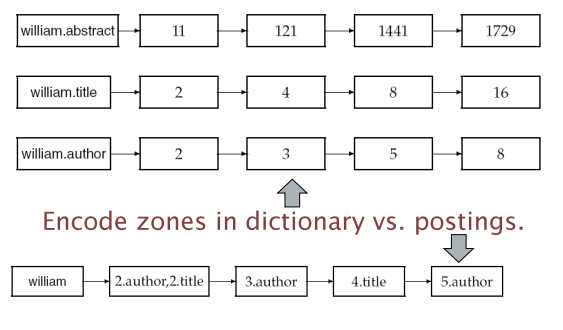 william.abstract 11 121 1441 1729
william.title 2 4 8 16
william.author 2 3 5 8
Encode zones in dictionary vs. postings.
william 2.author,2.title 3.author 4.title 5.author